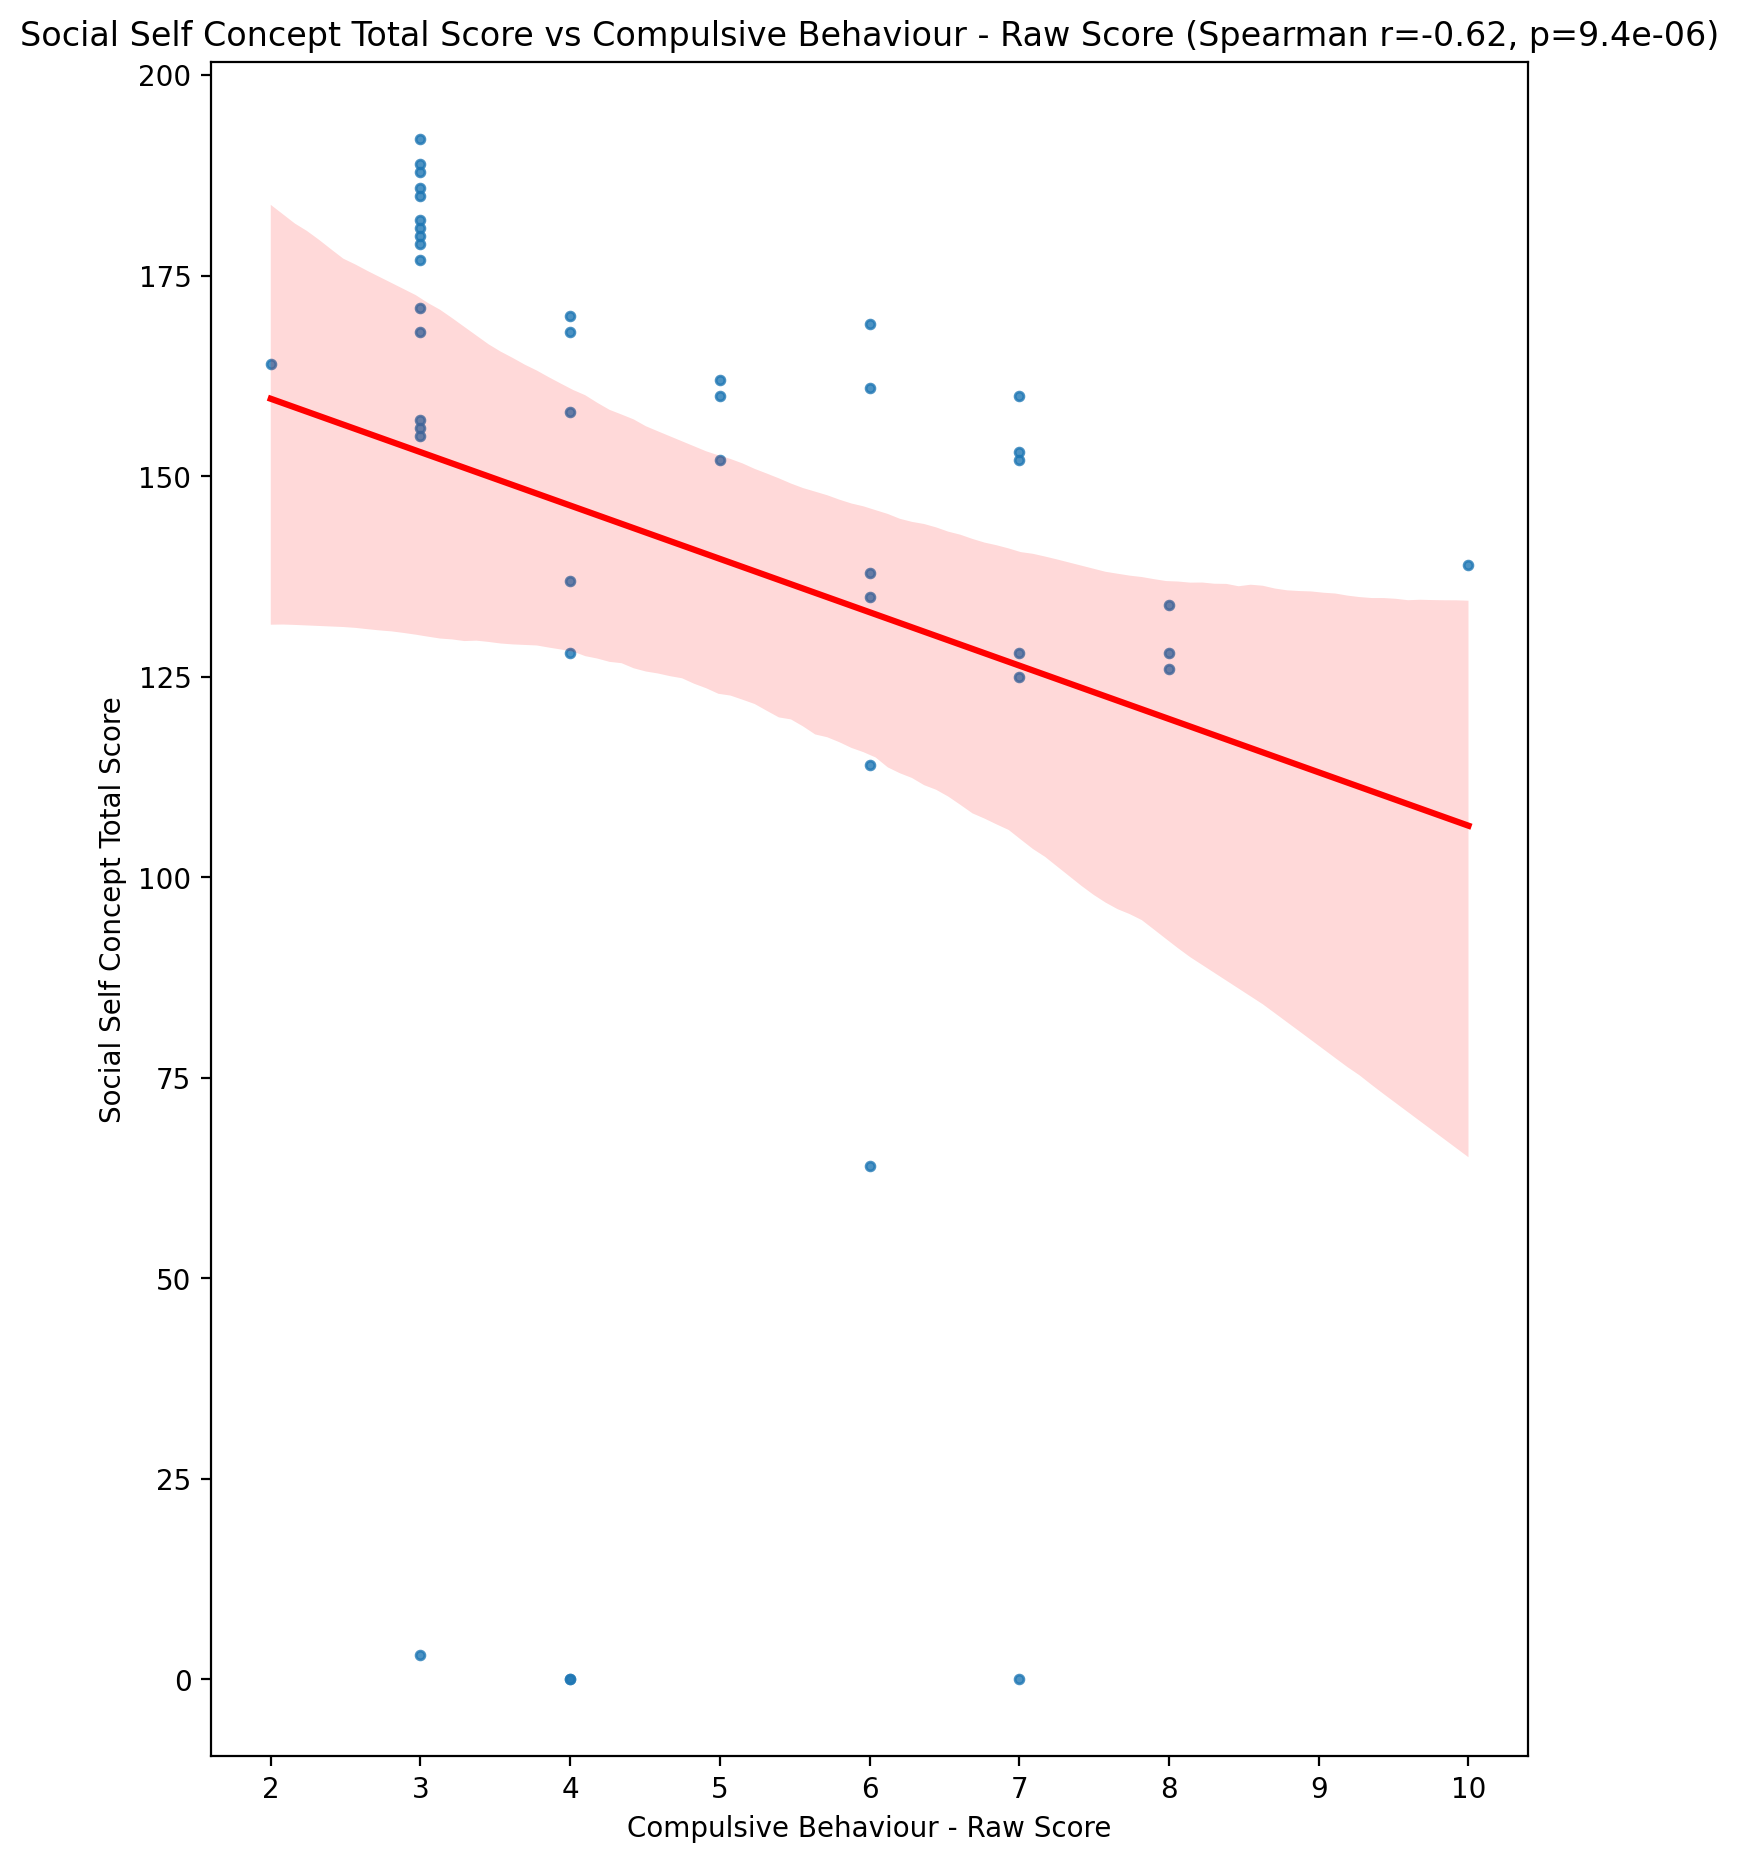 Social Self Concept Total Score vs Compulsive Behaviour - Raw Score (Spearman r=-0.62, p=9.4e-06)
200
175
150
125
100
75
50
25
0
Social Self Concept Total Score
2 3 4 5 6 7 8 9 10
Compulsive Behaviour - Raw Score